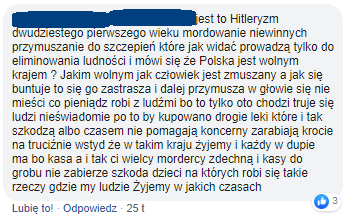 jest to Hitleryzm
dwudziestego pierwszego wieku mordowanie niewinnych
przymuszanie do szczepień które jak widać prowadzą tylko do
eliminowania ludności i mówi się że Polska jest wolnym
krajem ? Jakim wolnym jak człowiek jest zmuszany a jak się
buntuje to się go zastrasza i dalej przymusza w głowie się nie
mieści co pieniądz robi z ludźmi bo to tylko oto chodzi truje się
ludzi nieświadomie po to by kupowano drogie leki które i tak
szkodzą albo czasem nie pomagają koncerny zarabiają krocie
na truciźnie wstyd że w takim kraju żyjemy i każdy w dupie
ma bo kasa a i tak ci wielcy mordercy zdechną i kasy do
grobu nie zabierze szkoda dzieci na których robi się takie
rzeczy gdzie my ludzie Żyjemy w jakich czasach
3
Lubię to! · Odpowiedz · 25 t